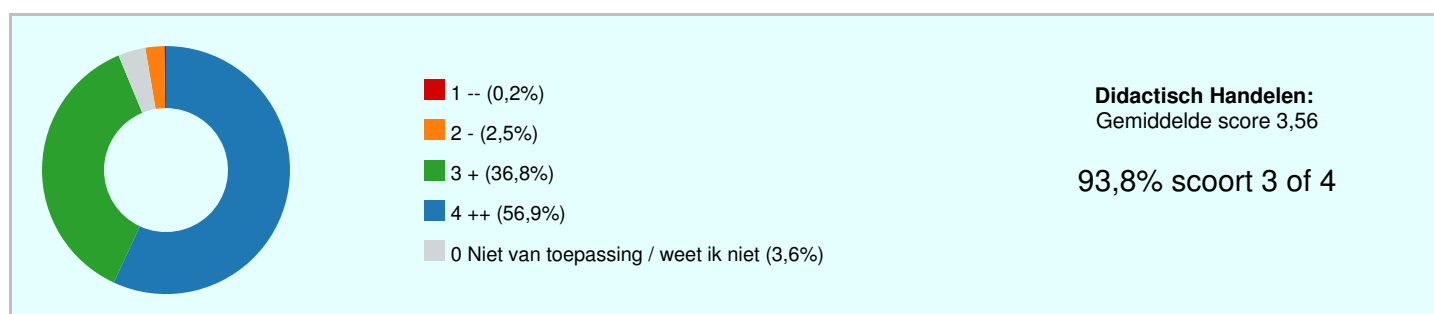 1 -- (0,2%)
2 - (2,5%)
3 + (36,8%)
4 ++ (56,9%)
0 Niet van toepassing / weet ik niet (3,6%)
Didactisch Handelen:
Gemiddelde score 3,56
93,8% scoort 3 of 4